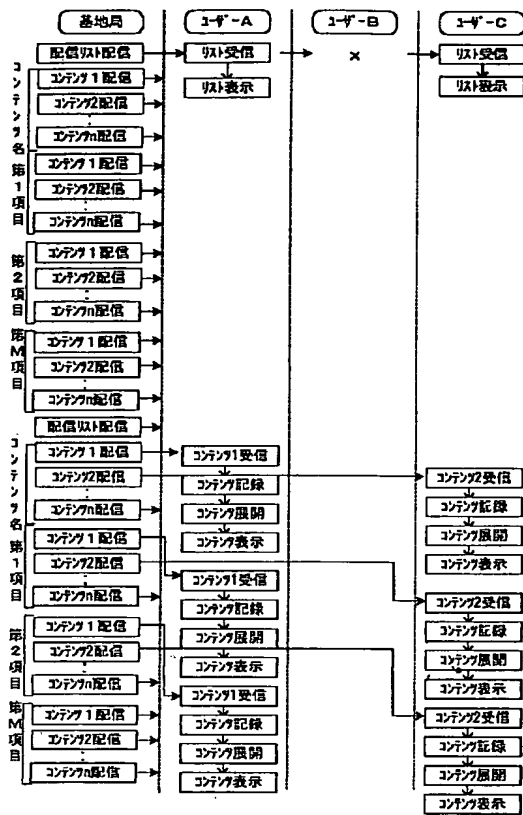 基地局 ユーザ-A ユーザ-B ユーザ-C
配信リスト配信 リスト受信 × リスト受信
リスト表示 リスト表示
コンテンツ名
コンテンツ1配信
コンテンツ2配信
コンテンツn配信
第1項目
コンテンツ1配信
コンテンツ2配信
コンテンツn配信
第2項目
コンテンツ1配信
コンテンツ2配信
コンテンツn配信
第M項目
コンテンツ1配信
コンテンツ2配信
コンテンツn配信
配信リスト配信
コンテンツ名
コンテンツ1配信
コンテンツ2配信
コンテンツn配信
第1項目
コンテンツ1配信
コンテンツ2配信
コンテンツn配信
第2項目
コンテンツ1配信
コンテンツ2配信
コンテンツn配信
第M項目
コンテンツ1配信
コンテンツ2配信
コンテンツn配信
コンテンツ1受信
コンテンツ記録
コンテンツ展開
コンテンツ表示
コンテンツ1受信
コンテンツ記録
コンテンツ展開
コンテンツ表示
コンテンツ1受信
コンテンツ記録
コンテンツ展開
コンテンツ表示
コンテンツ2受信
コンテンツ記録
コンテンツ展開
コンテンツ表示
コンテンツ2受信
コンテンツ記録
コンテンツ展開
コンテンツ表示
コンテンツ2受信
コンテンツ記録
コンテンツ展開
コンテンツ表示